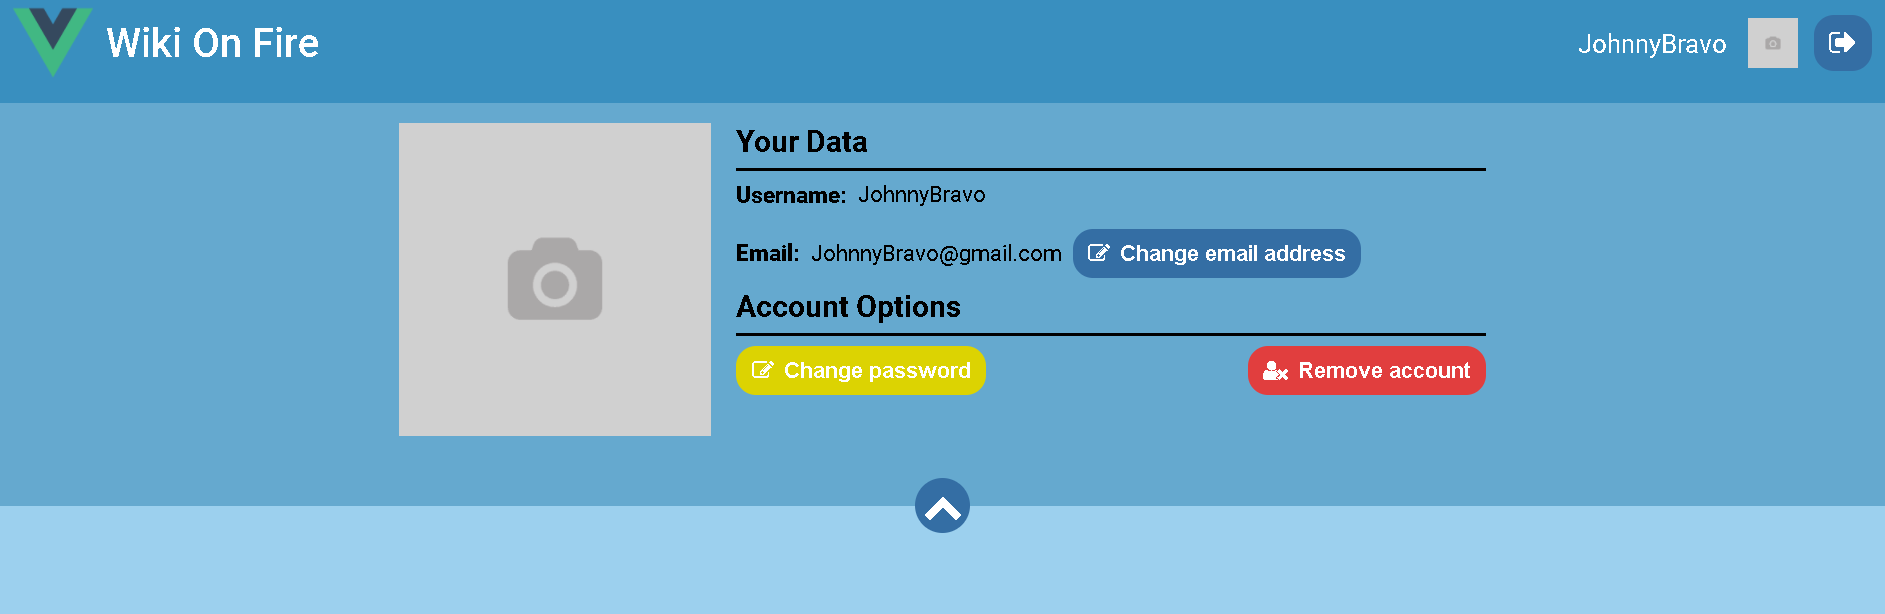 Wiki On Fire
JohnnyBravo
Your Data
Username: JohnnyBravo
Email: JohnnyBravo@gmail.com Change email address
Account Options
Change password Remove account